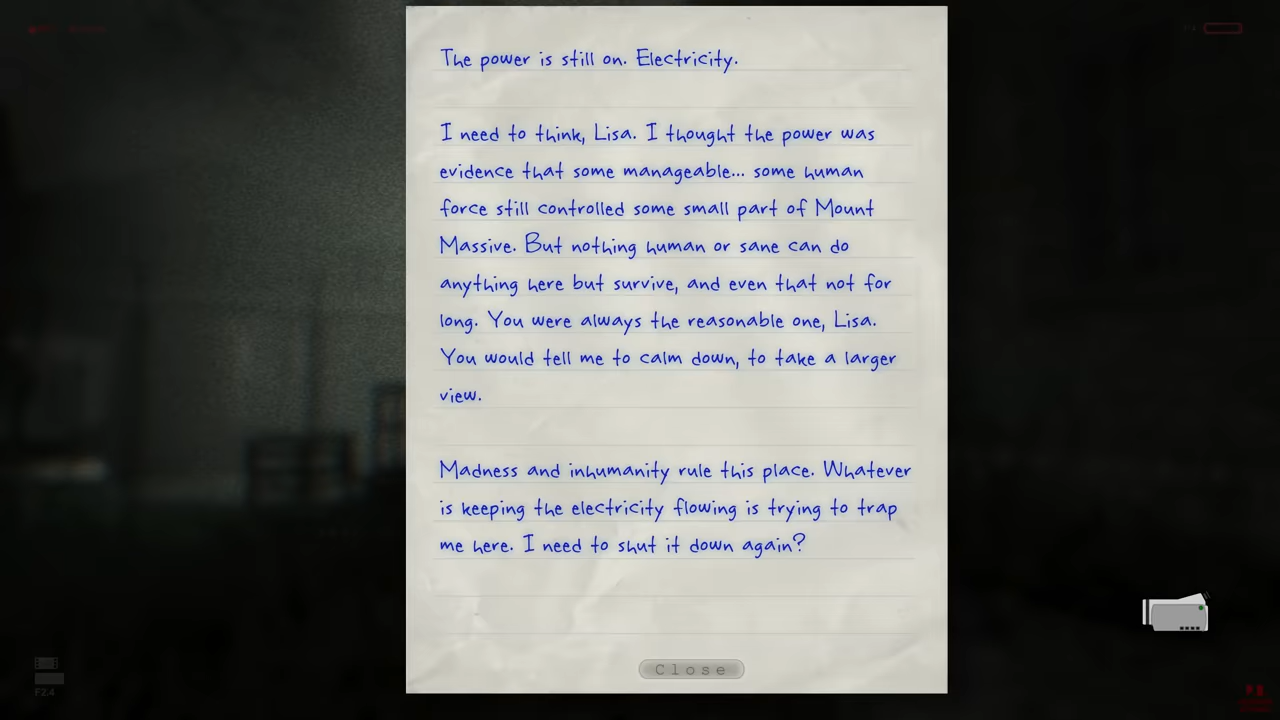 The power is still on. Electricity.
I need to think, Lisa. I thought the power was
evidence that some manageable... some human
force still controlled some small part of Mount
Massive. But nothing human or sane can do
anything here but survive, and even that not for
long. You were always the reasonable one, Lisa.
You would tell me to calm down, to take a larger
view.
Madness and inhumanity rule this place. Whatever
is keeping the electricity flowing is trying to trap
me here. I need to shut it down again?
Close
F2.4